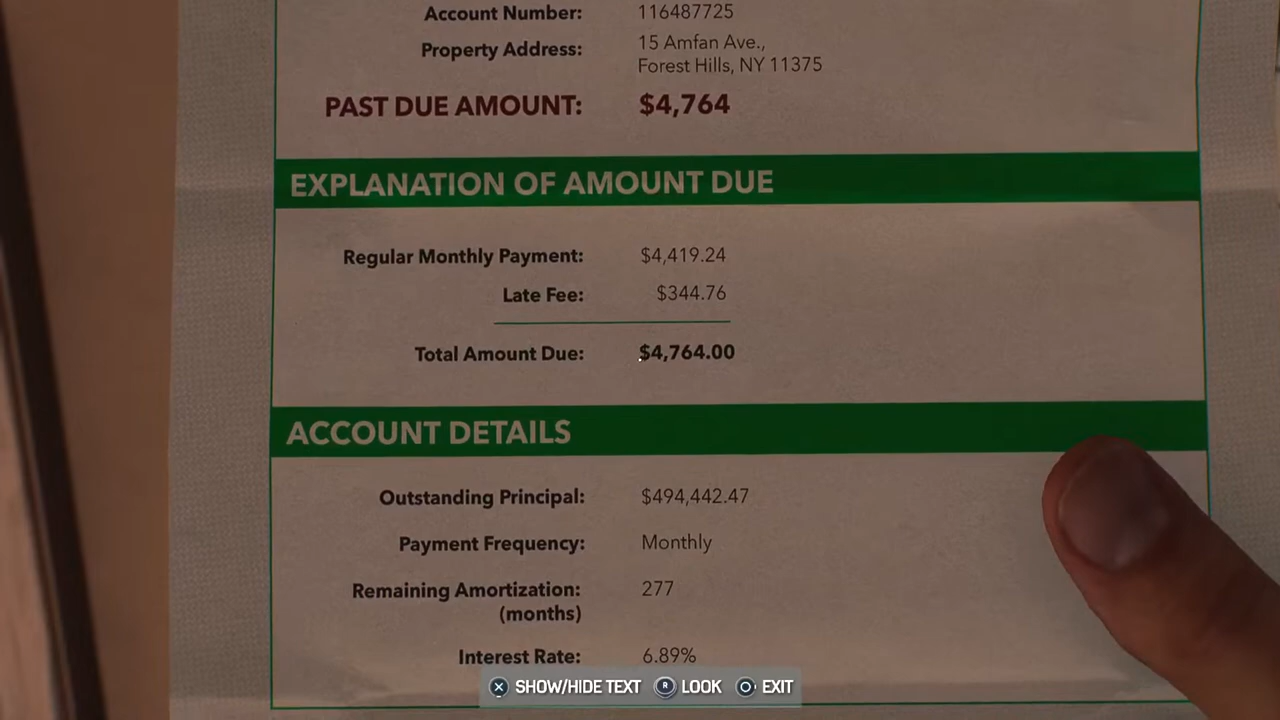 Account Number: 116487725
Property Address: 15 Amfan Ave.,
Forest Hills, NY 11375
PAST DUE AMOUNT: $4,764
EXPLANATION OF AMOUNT DUE
Regular Monthly Payment: $4,419.24
Late Fee: $344.76
Total Amount Due: $4,764.00
ACCOUNT DETAILS
Outstanding Principal: $494,442.47
Payment Frequency: Monthly
Remaining Amortization: 277
(months)
Interest Rate: 6.89%
SHOW/HIDE TEXT R LOOK EXIT